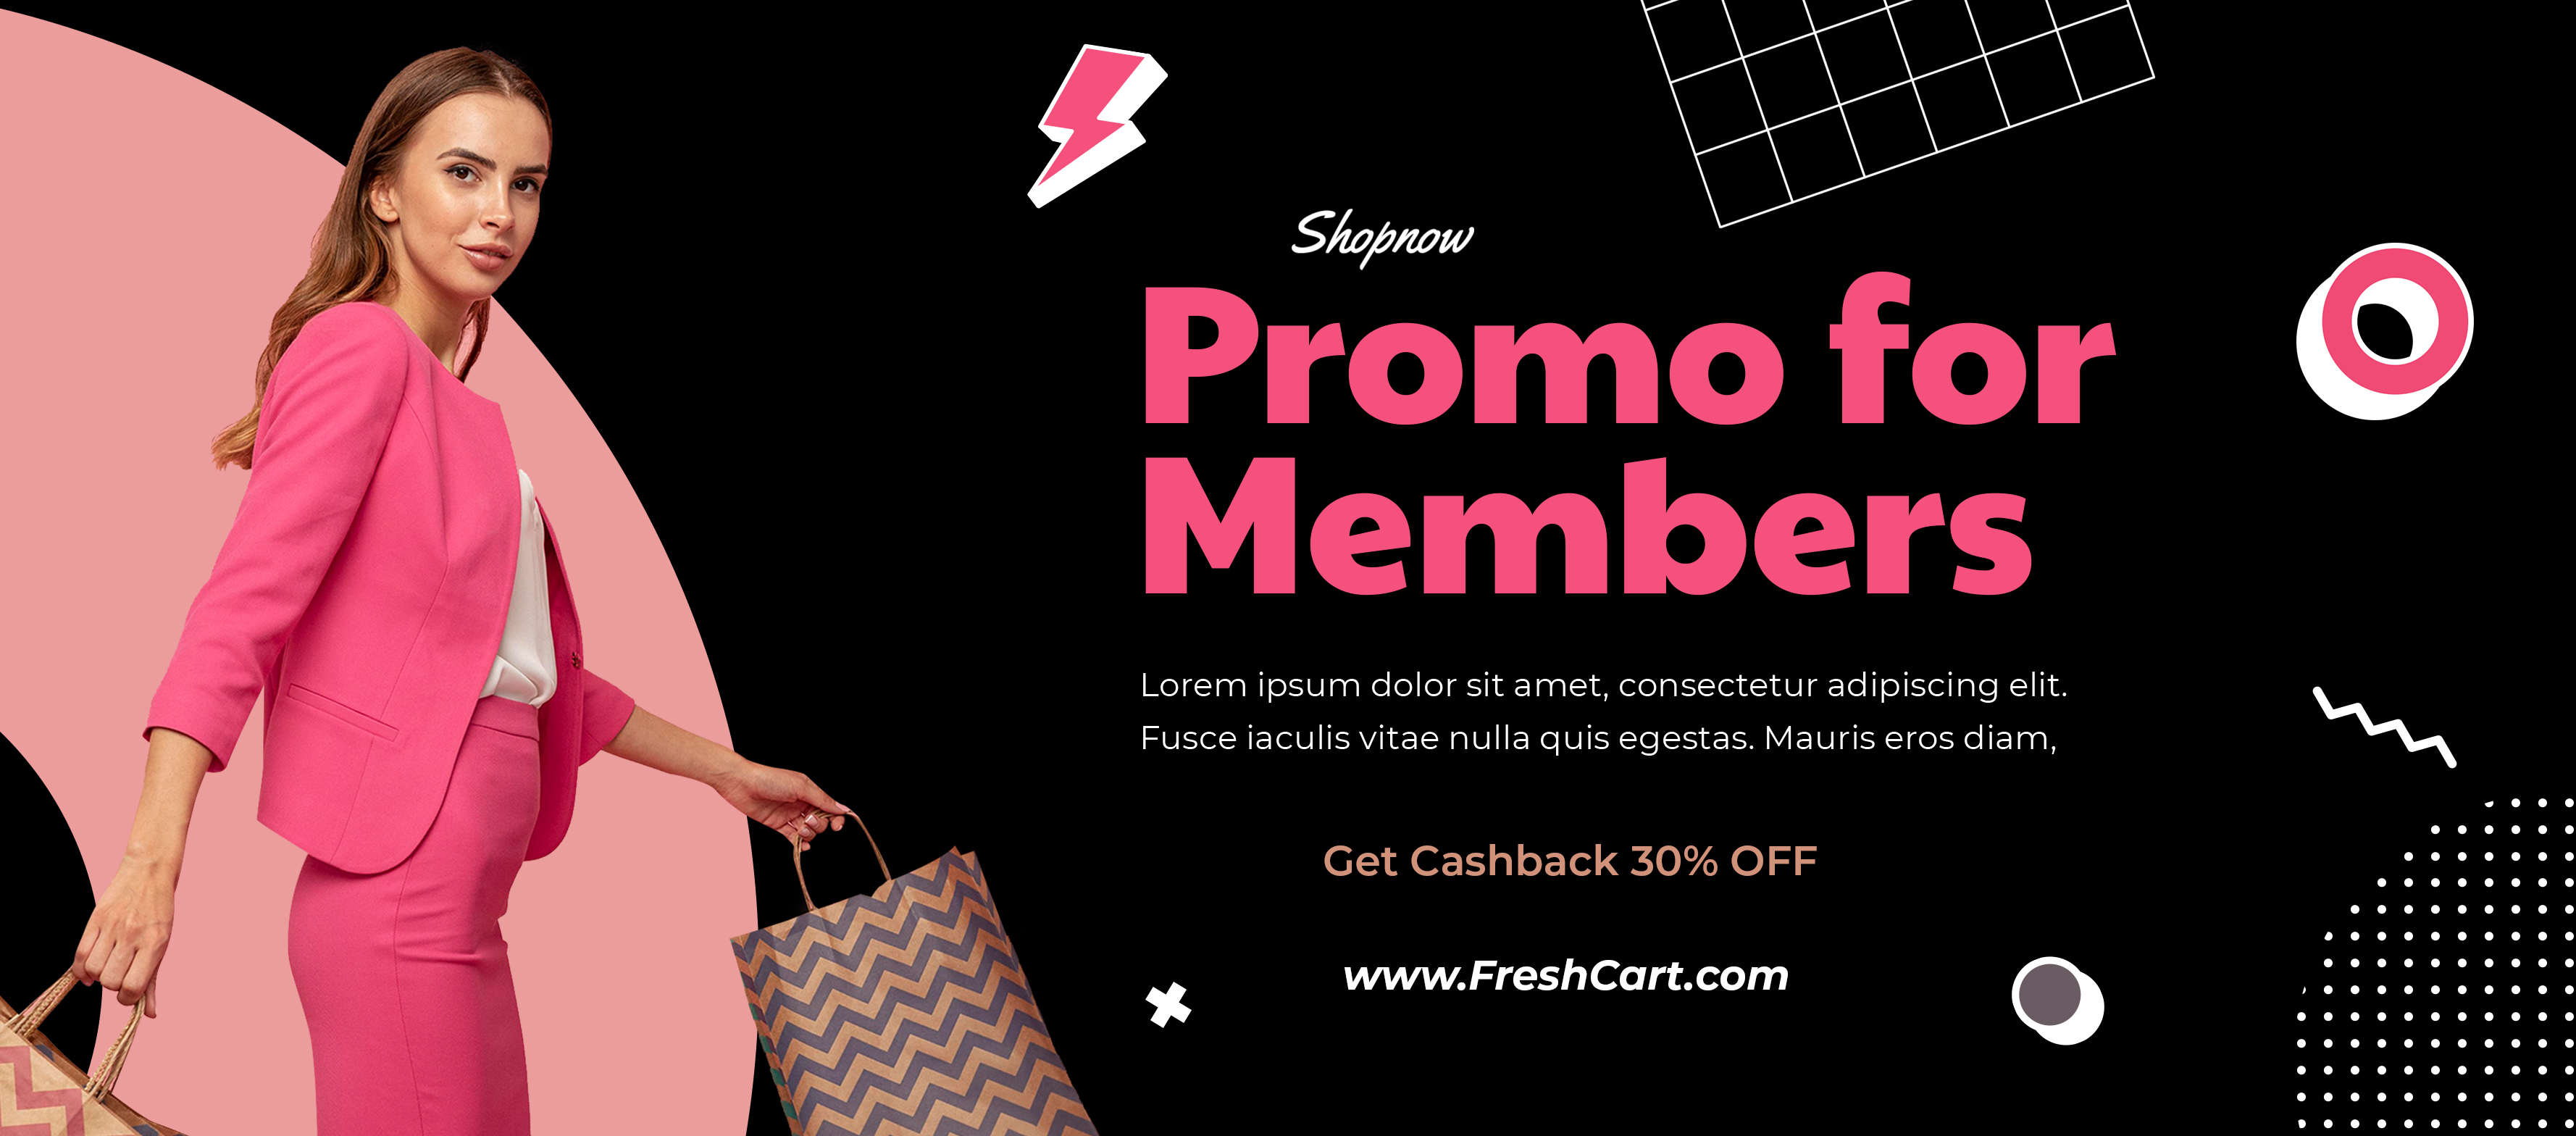 Shopnow
Promo for
Members
Lorem ipsum dolor sit amet, consectetur adipiscing elit.
Fusce iaculis vitae nulla quis egestas. Mauris eros diam,
Get Cashback 30% OFF
www.FreshCart.com